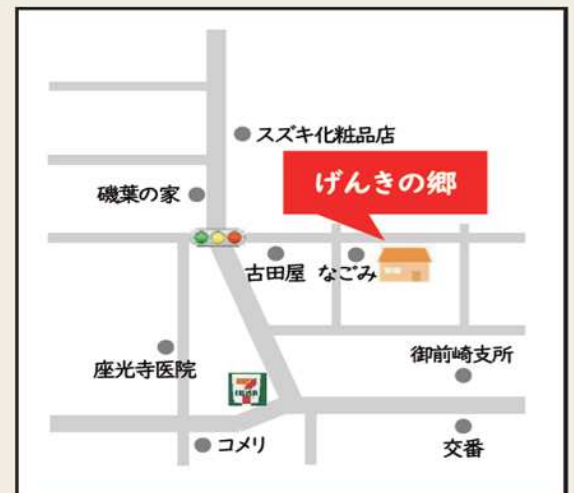 スズキ化粧品店
げんきの郷
磯葉の家
古田屋
なごみ
座光寺医院
御前崎支所
コメリ
交番